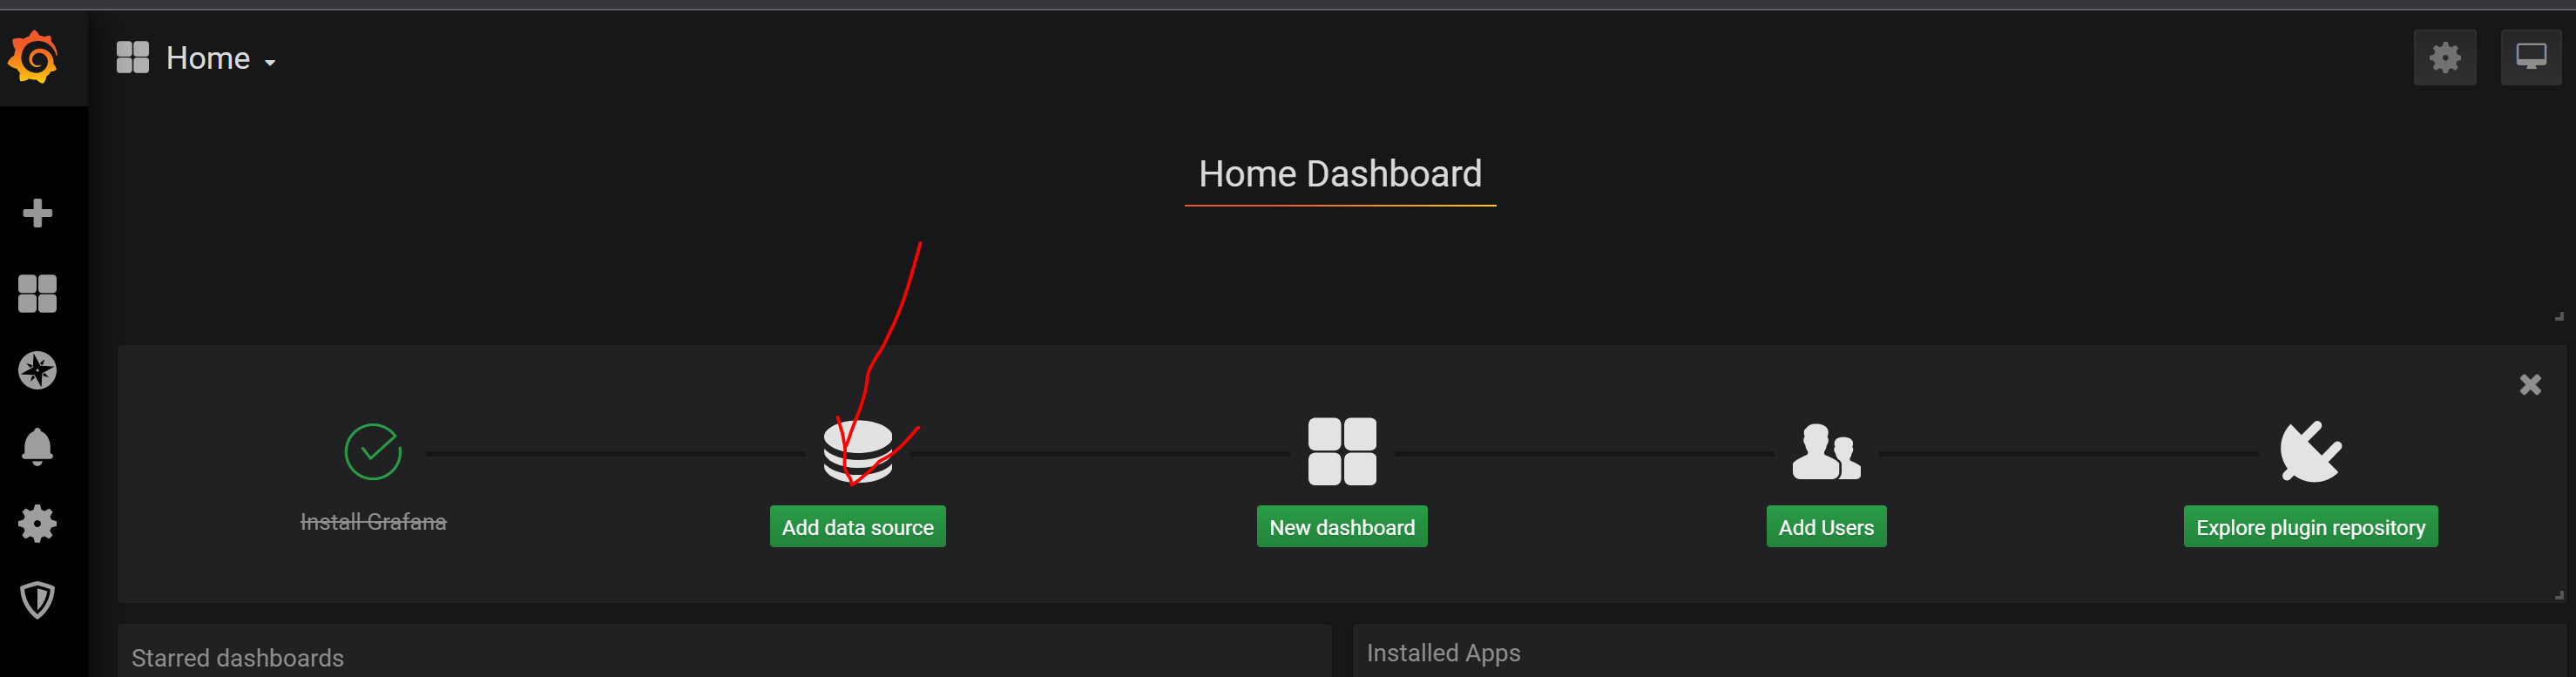 Home
Home Dashboard
Install Grafana
Add data source
New dashboard
Add Users
Explore plugin repository
Starred dashboards
Installed Apps